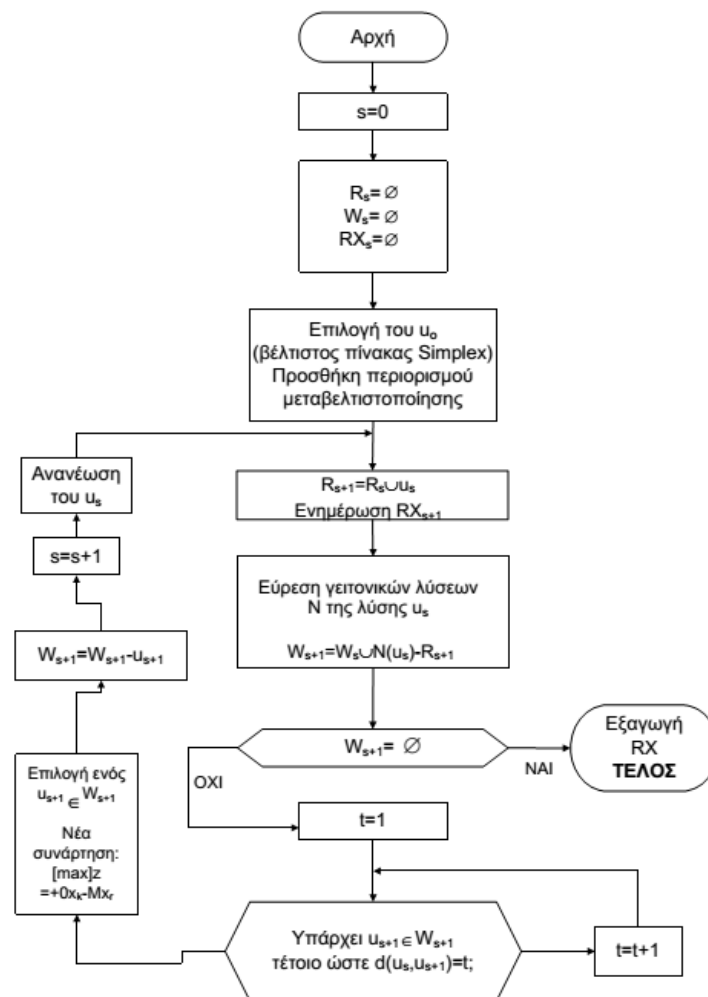 Αρχή
s=0
Rₛ= ∅
Wₛ= ∅
RXₛ= ∅
Επιλογή του uₒ
(βέλτιστος πίνακας Simplex)
Προσθήκη περιορισμού
μεταβελτιστοποίησης
Ανανέωση
του uₛ
Rₛ₊₁=Rₛ∪uₛ
Ενημέρωση RXₛ₊₁
s=s+1
Εύρεση γειτονικών λύσεων
Ν της λύσης uₛ
Wₛ₊₁=Wₛ∪N(uₛ)-Rₛ₊₁
Wₛ₊₁=Wₛ₊₁-uₛ₊₁
Wₛ₊₁= ∅
ΟΧΙ
ΝΑΙ
Εξαγωγή
RX
ΤΕΛΟΣ
Επιλογή ενός
uₛ₊₁ ∈ Wₛ₊₁
Νέα
συνάρτηση:
[max]z
=+0xₖ-Mxᵣ
t=1
Υπάρχει uₛ₊₁∈Wₛ₊₁
τέτοιο ώστε d(uₛ,uₛ₊₁)=t;
t=t+1